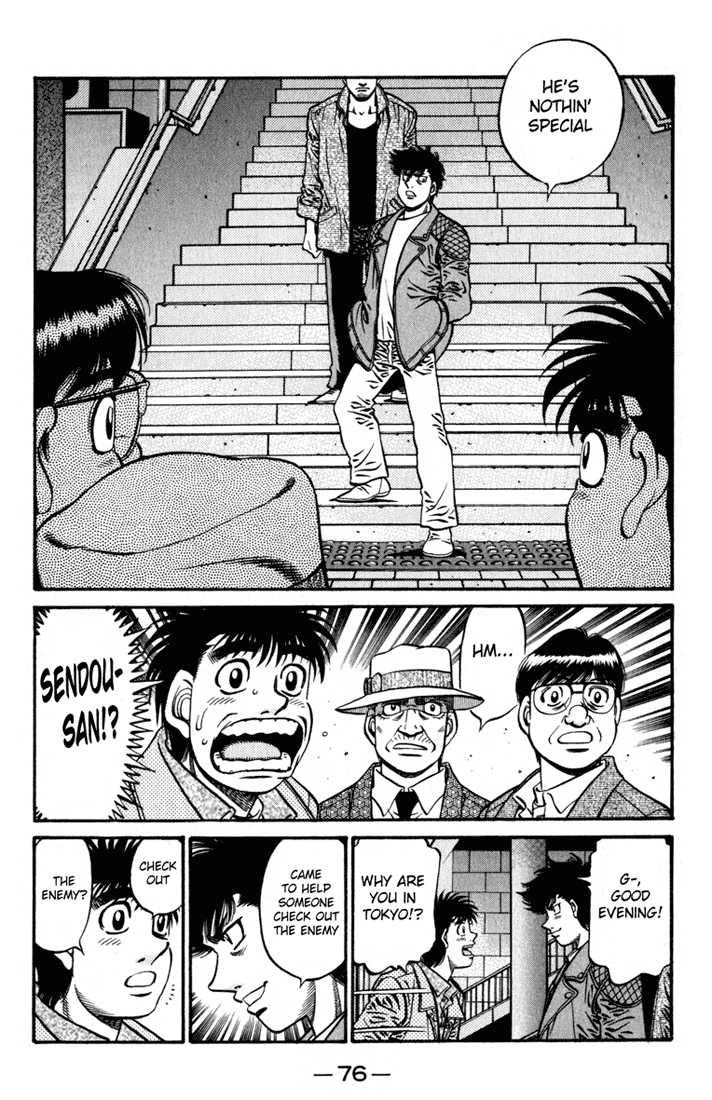 HE'S
NOTHIN'
SPECIAL
HM...
SENDOU-
SAN!?
G-,
GOOD
EVENING!
WHY ARE
YOU IN
TOKYO!?
CAME
TO HELP
SOMEONE
CHECK OUT
THE ENEMY
CHECK
OUT
THE
ENEMY?
— 76 —